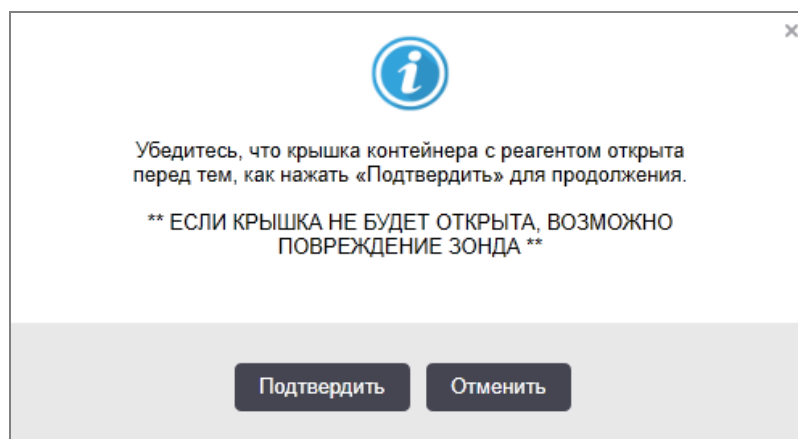 Убедитесь, что крышка контейнера с реагентом открыта
перед тем, как нажать «Подтвердить» для продолжения.
** ЕСЛИ КРЫШКА НЕ БУДЕТ ОТКРЫТА, ВОЗМОЖНО
ПОВРЕЖДЕНИЕ ЗОНДА **
Подтвердить Отменить